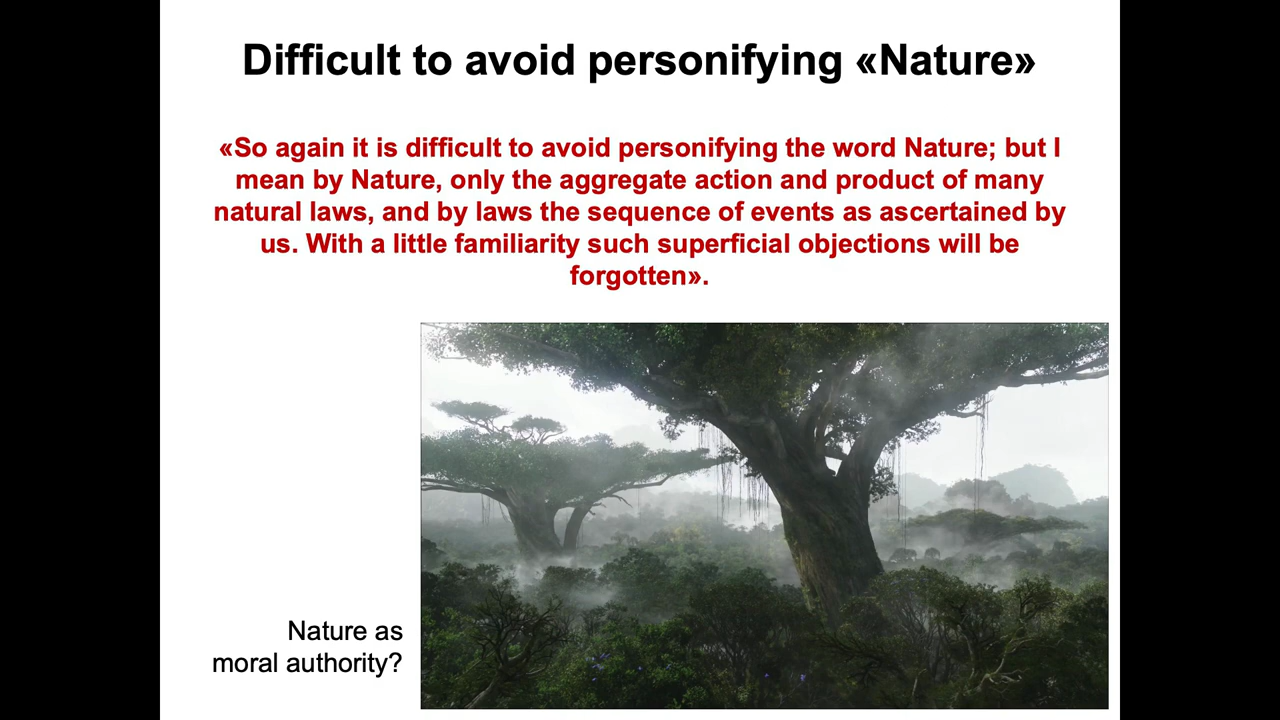 Difficult to avoid personifying «Nature»
«So again it is difficult to avoid personifying the word Nature; but I
mean by Nature, only the aggregate action and product of many
natural laws, and by laws the sequence of events as ascertained by
us. With a little familiarity such superficial objections will be
forgotten».
Nature as
moral authority?